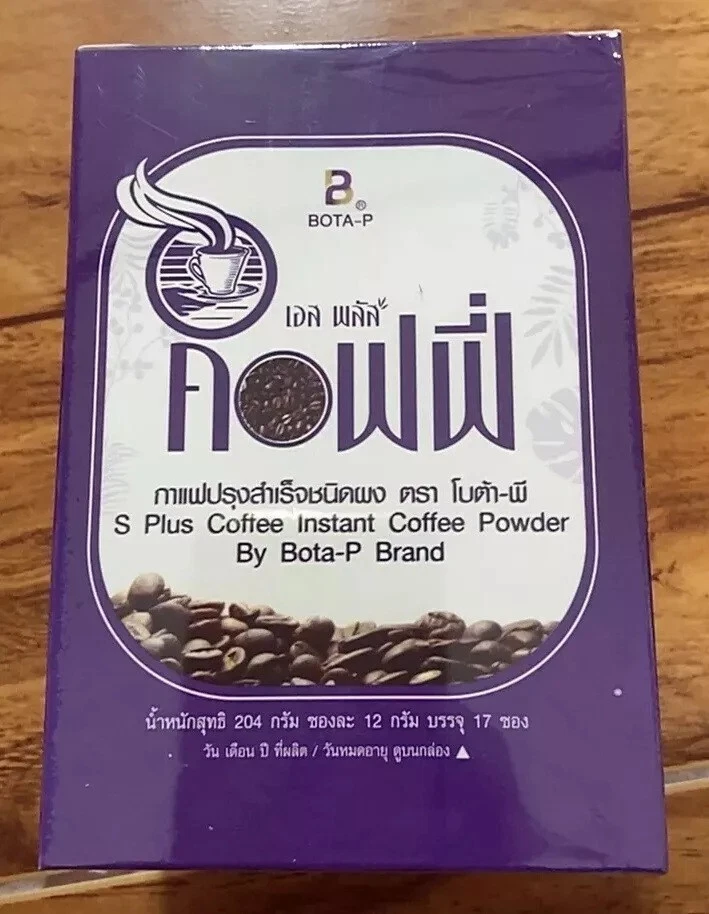 B®
BOTA-P
เอส พลัส
คอฟฟี่
กาแฟปรุงสำเร็จชนิดผง ตรา โบต้า-พี
S Plus Coffee Instant Coffee Powder
By Bota-P Brand
น้ำหนักสุทธิ 204 กรัม ซองละ 12 กรัม บรรจุ 17 ซอง
วัน เดือน ปี ที่ผลิต / วันหมดอายุ ดูบนกล่อง ▲